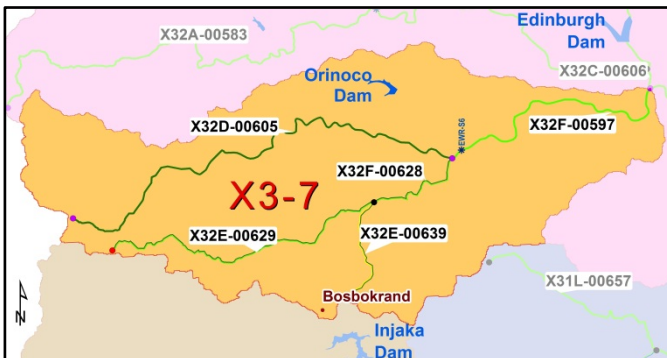 Edinburgh
Dam
X32A-00583
X32C-00606
Orinoco
Dam
X32D-00605
X32F-00597
EWR-S6
X32F-00628
X3-7
X32E-00629
X32E-00639
X31L-00657
Bosbokrand
Injaka
Dam
N